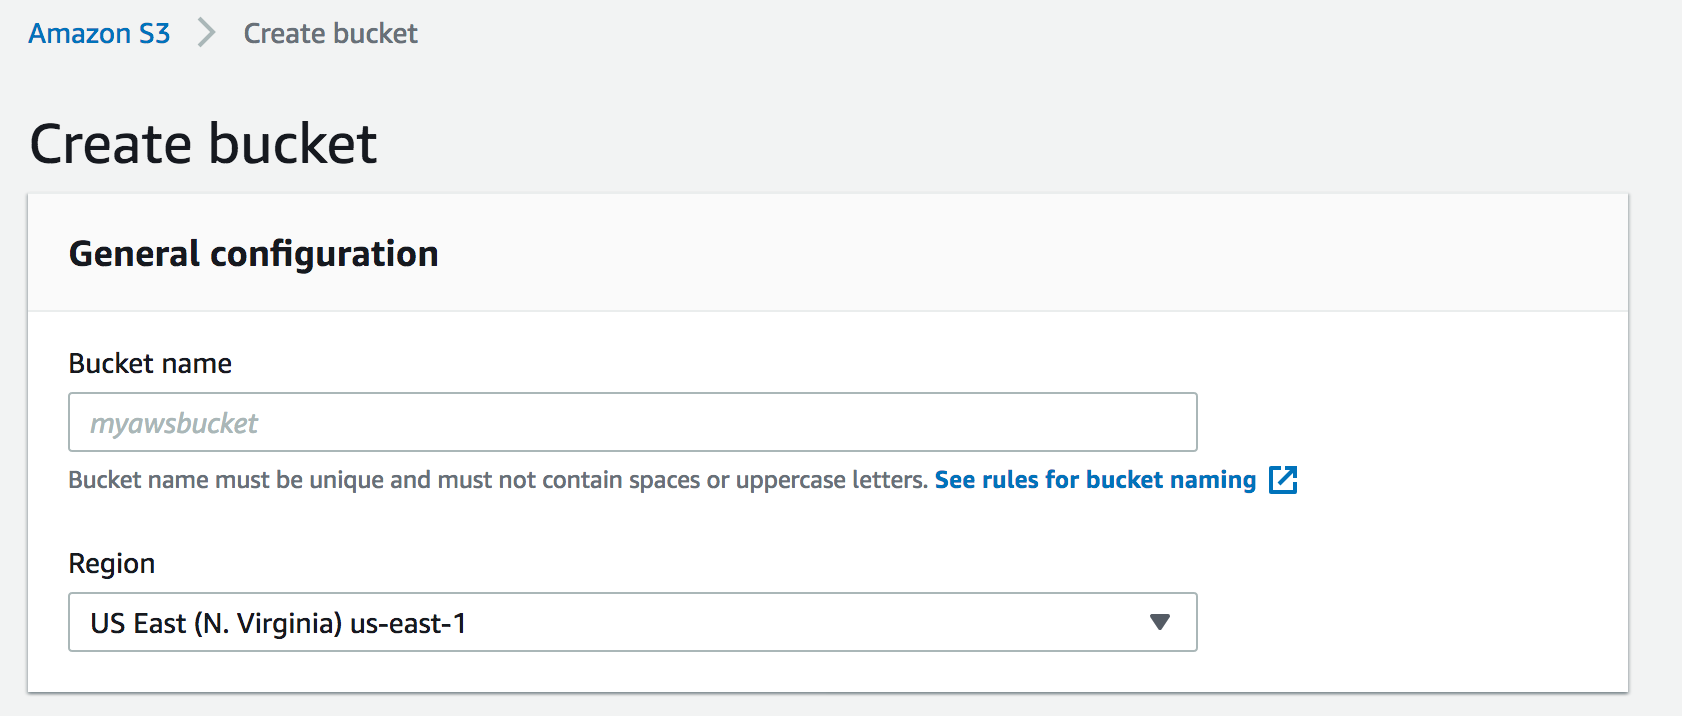 Amazon S3 Create bucket
Create bucket
General configuration
Bucket name
myawsbucket
Bucket name must be unique and must not contain spaces or uppercase letters. See rules for bucket naming
Region
US East (N. Virginia) us-east-1